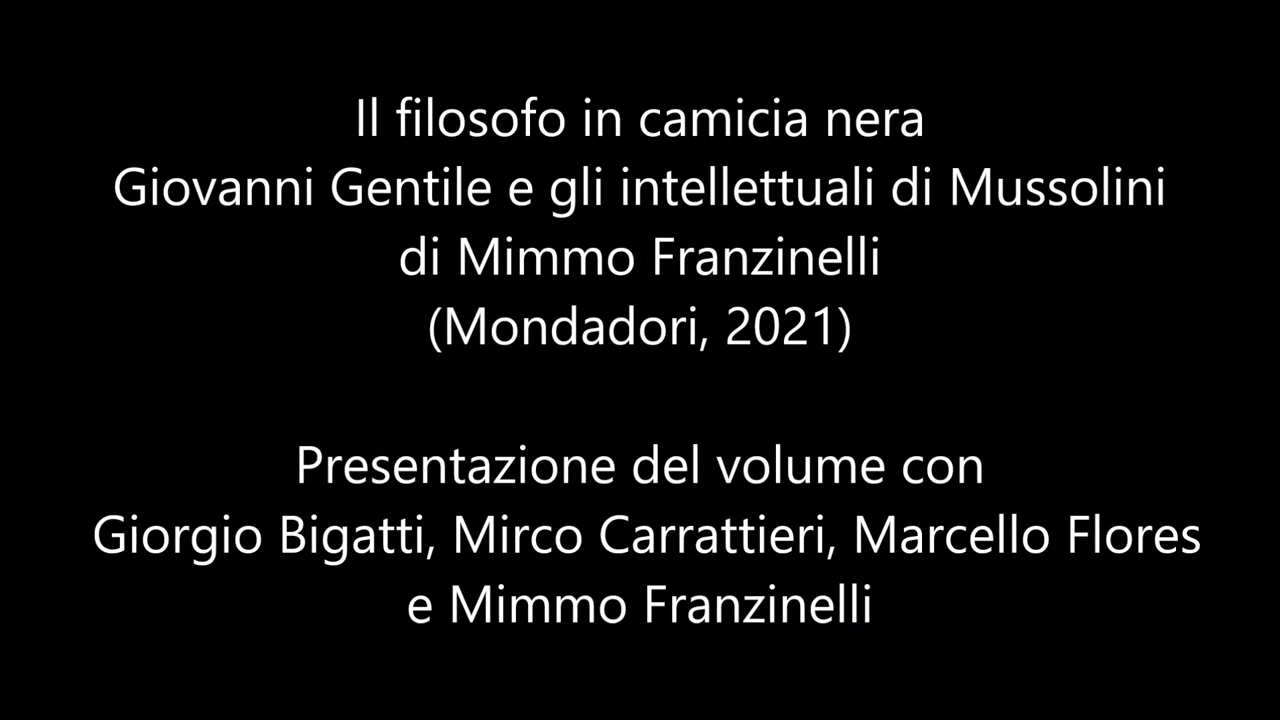 Il filosofo in camicia nera
Giovanni Gentile e gli intellettuali di Mussolini
di Mimmo Franzinelli
(Mondadori, 2021)
Presentazione del volume con
Giorgio Bigatti, Mirco Carrattieri, Marcello Flores
e Mimmo Franzinelli